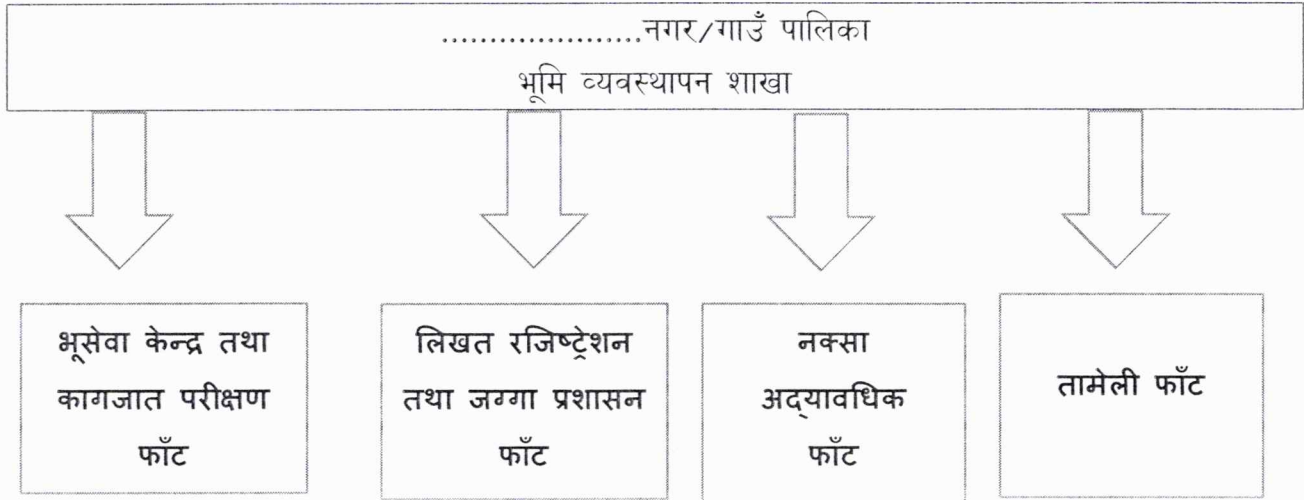 .....................नगर/गाउँ पालिका
भूमि व्यवस्थापन शाखा
भूसेवा केन्द्र तथा
कागजात परीक्षण
फाँट
लिखत रजिष्ट्रेशन
तथा जग्गा प्रशासन
फाँट
नक्सा
अद्‌यावधिक
फाँट
तामेली फाँट